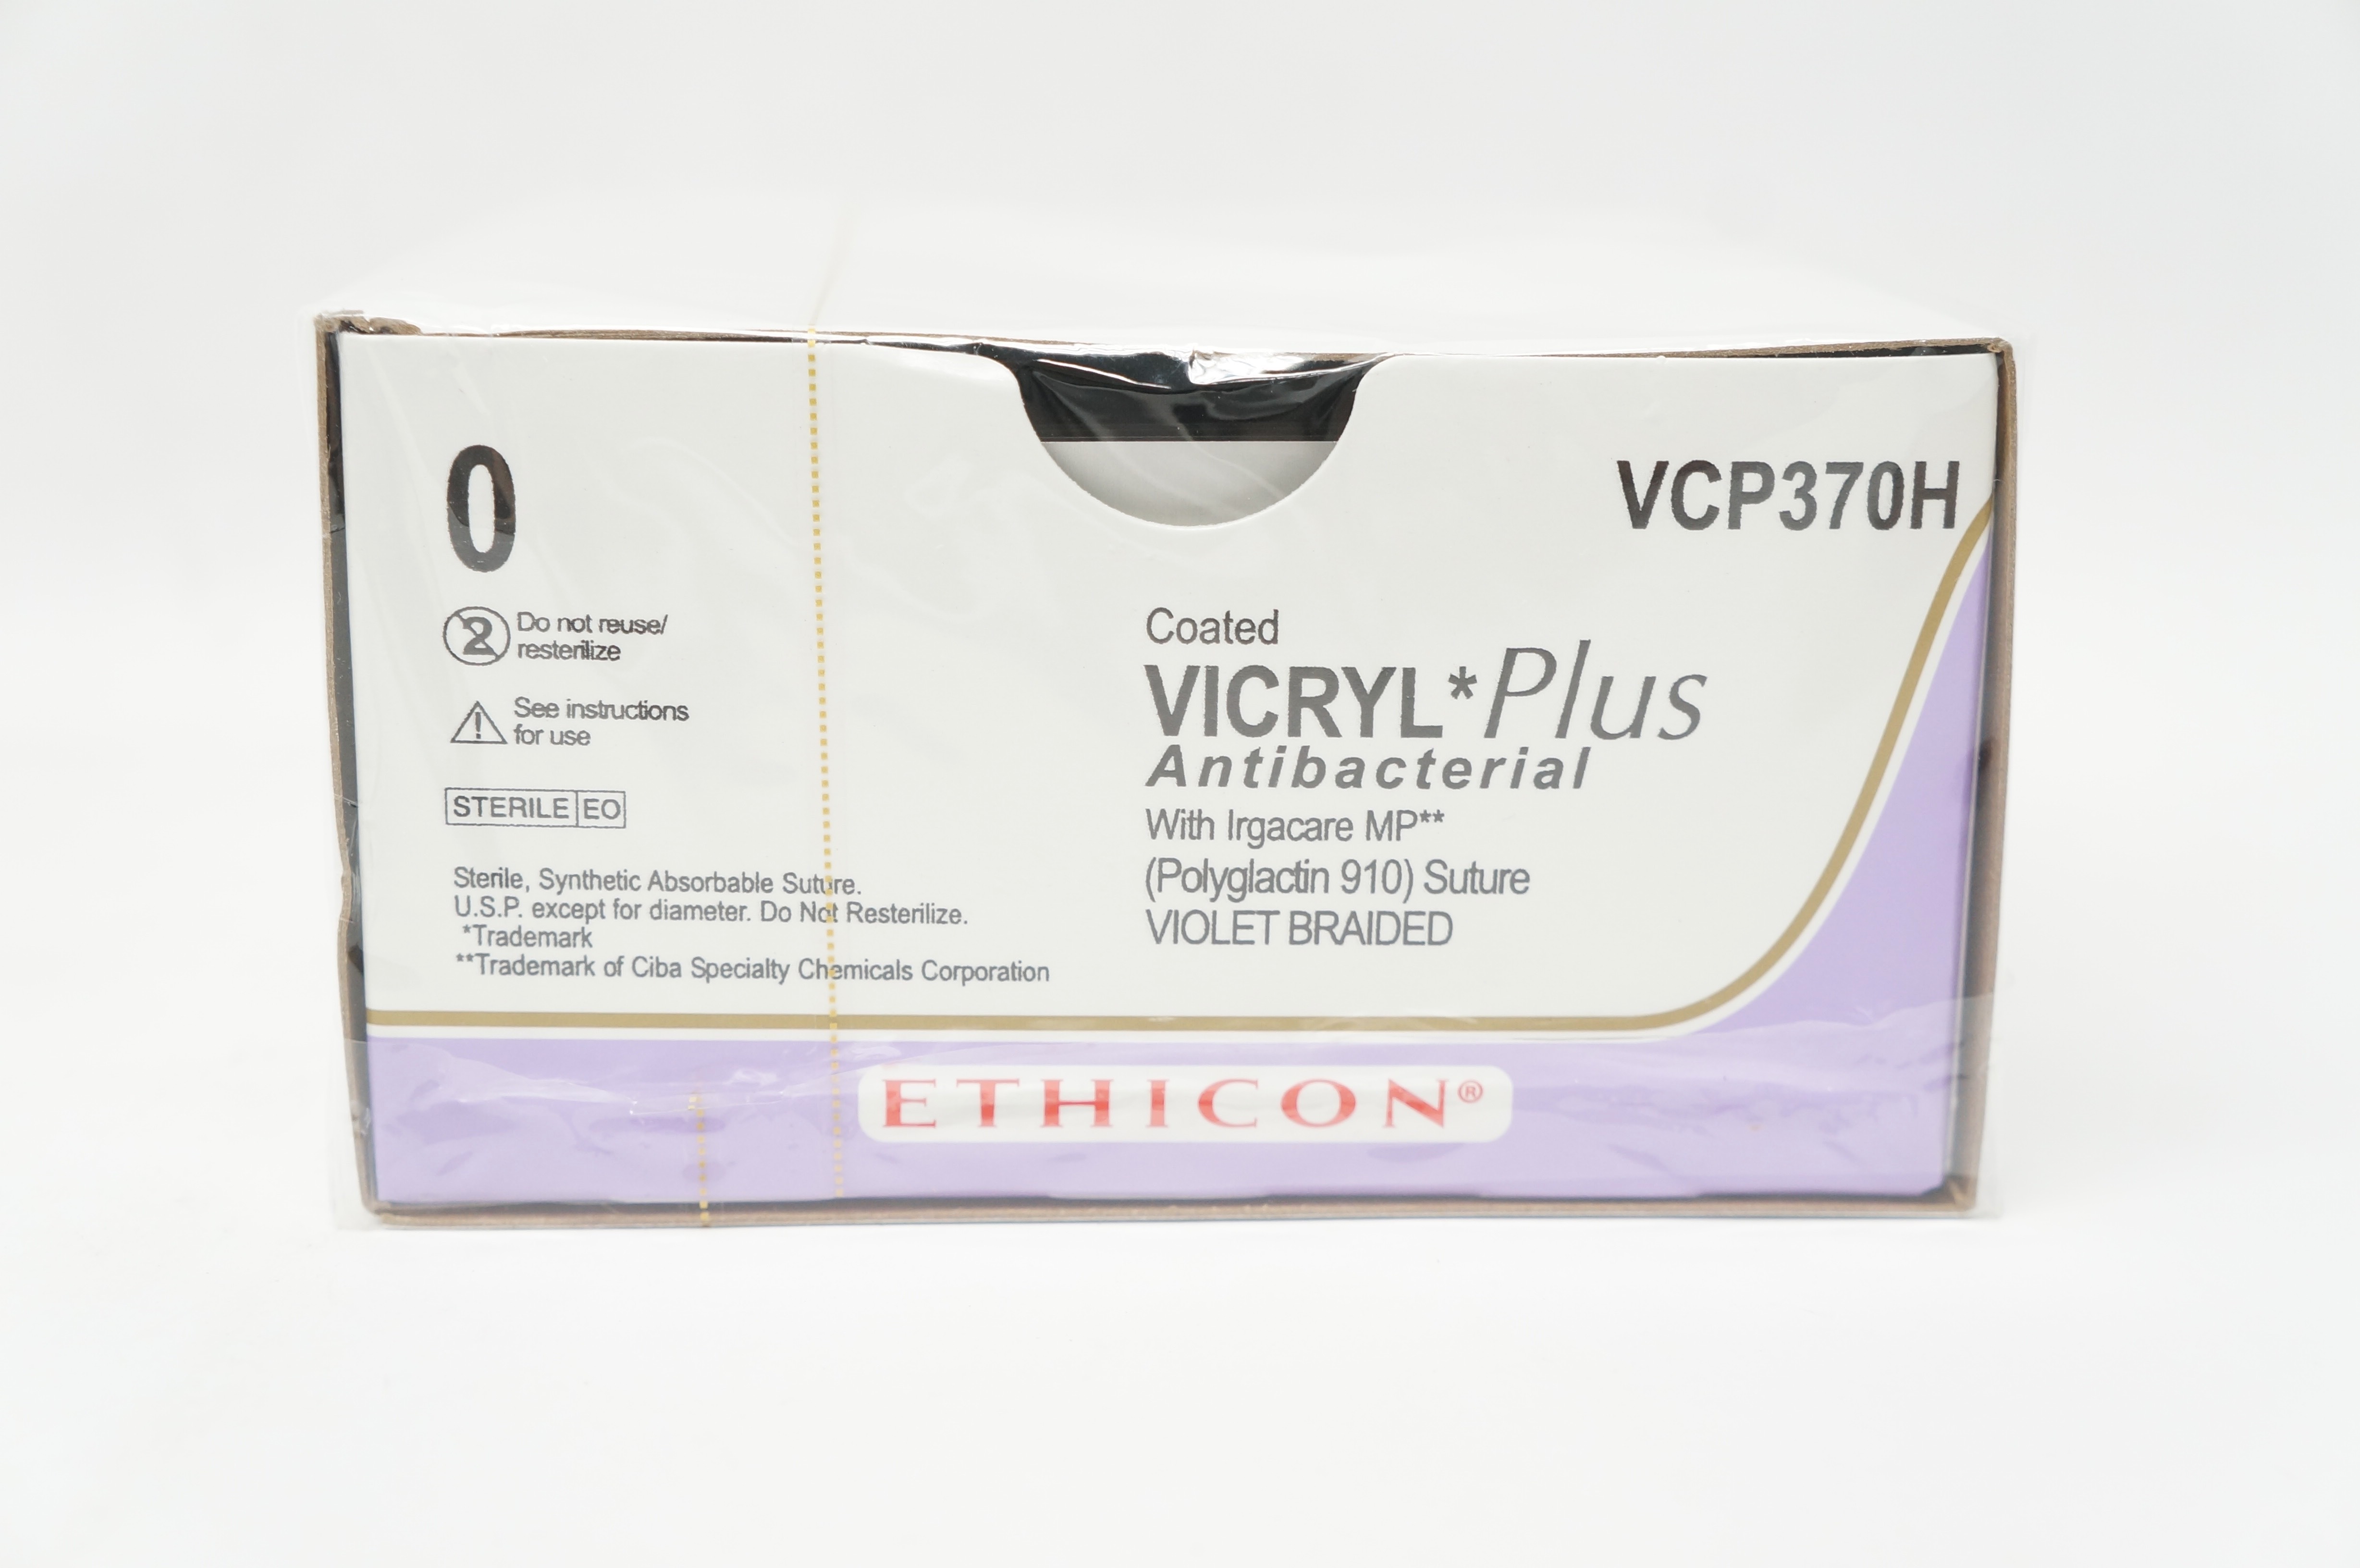 0
VCP370H
2
Do not reuse/
resterilize
!
See instructions
for use
STERILE EO
Sterile, Synthetic Absorbable Suture.
U.S.P. except for diameter. Do Not Resterilize.
*Trademark
**Trademark of Ciba Specialty Chemicals Corporation
Coated
VICRYL*Plus
Antibacterial
With Irgacare MP**
(Polyglactin 910) Suture
VIOLET BRAIDED
ETHICON®